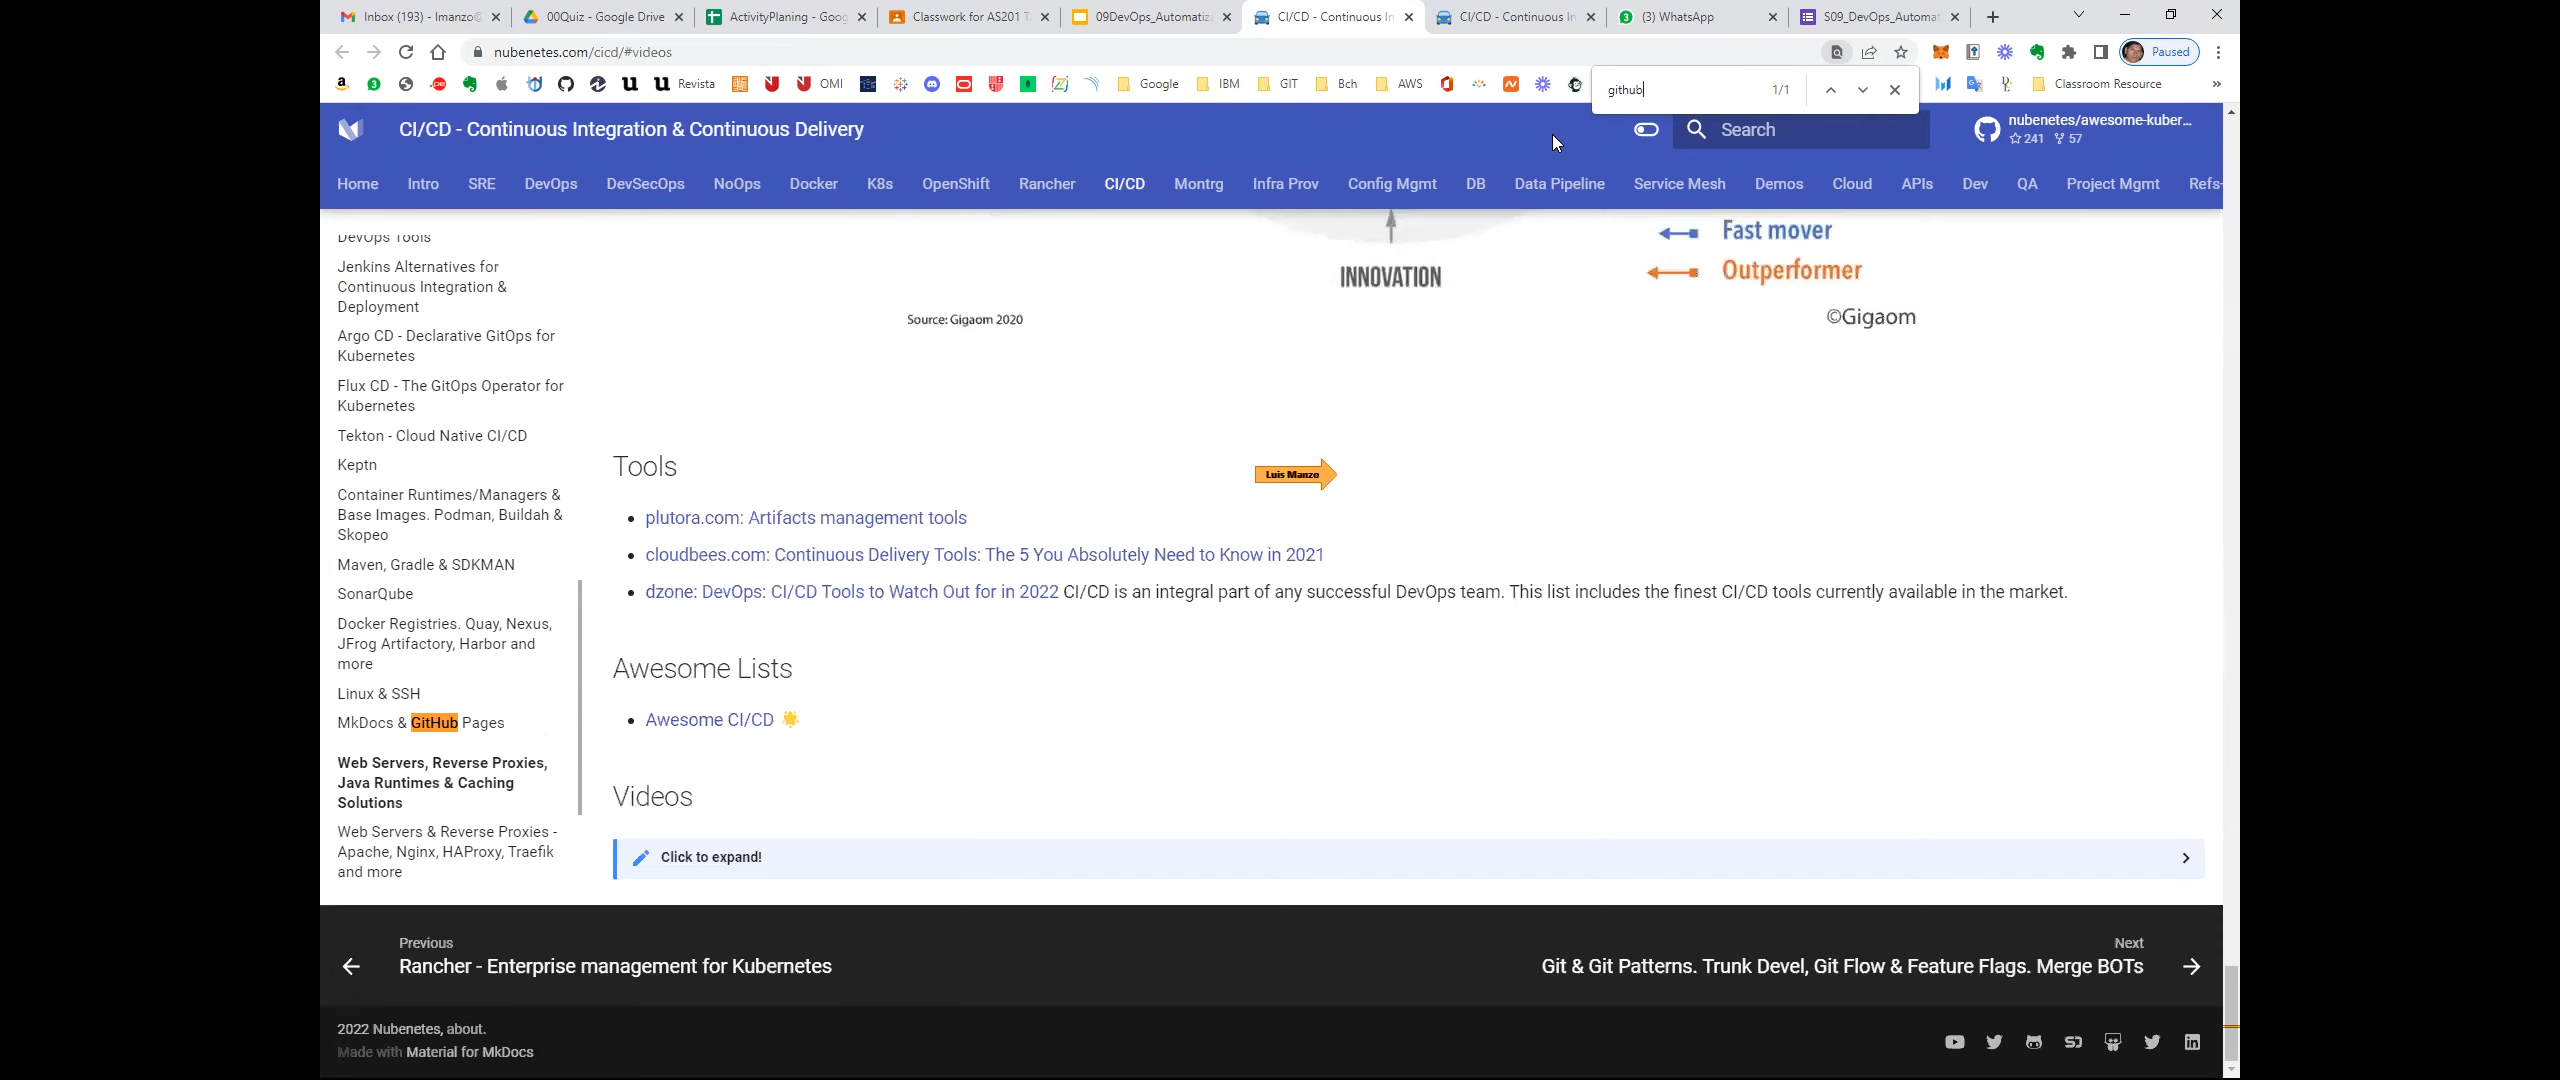 Inbox (193) - lmanzo@
00Quiz - Google Drive
ActivityPlaning - Goog
Classwork for AS201 T
09DevOps_Automatiza
CI/CD - Continuous In
CI/CD - Continuous In
(3) WhatsApp
S09_DevOps_Automat
nubenetes.com/cicd/#videos
Paused
Revista
OMI
Google
IBM
GIT
Bch
AWS
Classroom Resource
»
github
1/1
CI/CD - Continuous Integration & Continuous Delivery
Search
nubenetes/awesome-kuber...
241 57
Home Intro SRE DevOps DevSecOps NoOps Docker K8s OpenShift Rancher CI/CD Montrg Infra Prov Config Mgmt DB Data Pipeline Service Mesh Demos Cloud APIs Dev QA Project Mgmt Refs-
DevOps Tools
Jenkins Alternatives for
Continuous Integration &
Deployment
Argo CD - Declarative GitOps for
Kubernetes
Flux CD - The GitOps Operator for
Kubernetes
Tekton - Cloud Native CI/CD
Keptn
Container Runtimes/Managers &
Base Images. Podman, Buildah &
Skopeo
Maven, Gradle & SDKMAN
SonarQube
Docker Registries. Quay, Nexus,
JFrog Artifactory, Harbor and
more
Linux & SSH
MkDocs & GitHub Pages
Web Servers, Reverse Proxies,
Java Runtimes & Caching
Solutions
Web Servers & Reverse Proxies -
Apache, Nginx, HAProxy, Traefik
and more
Fast mover
Outperformer
INNOVATION
Source: Gigaom 2020
©Gigaom
Tools
Luis Manzo
plutora.com: Artifacts management tools
cloudbees.com: Continuous Delivery Tools: The 5 You Absolutely Need to Know in 2021
dzone: DevOps: CI/CD Tools to Watch Out for in 2022 CI/CD is an integral part of any successful DevOps team. This list includes the finest CI/CD tools currently available in the market.
Awesome Lists
Awesome CI/CD
Videos
Click to expand!
Previous
Rancher - Enterprise management for Kubernetes
Next
Git & Git Patterns. Trunk Devel, Git Flow & Feature Flags. Merge BOTs
2022 Nubenetes, about.
Made with Material for MkDocs